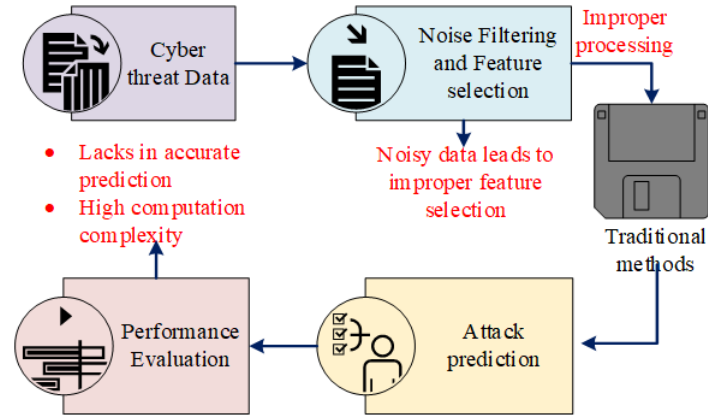 Cyber
threat Data
Noise Filtering
and Feature
selection
Improper
processing
• Lacks in accurate
prediction
• High computation
complexity
Noisy data leads to
improper feature
selection
Traditional
methods
Performance
Evaluation
Attack
prediction